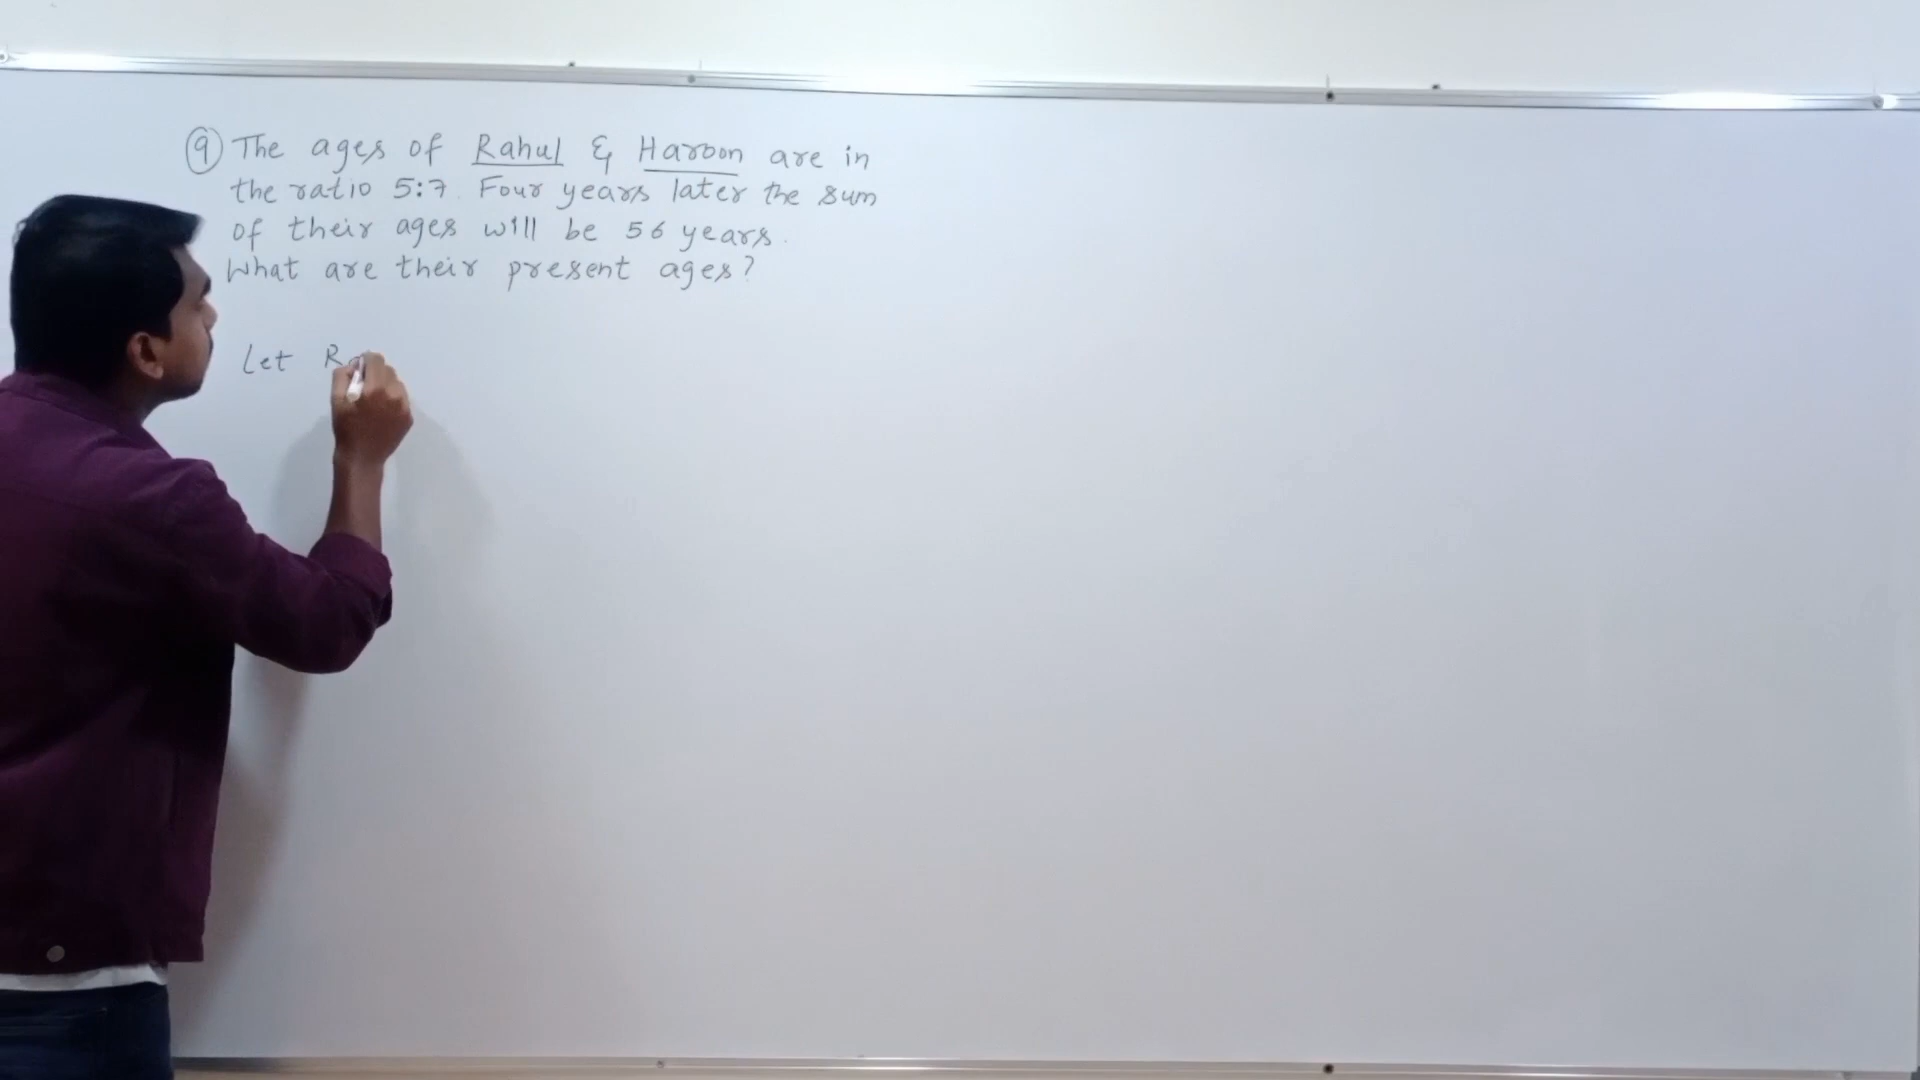 9 The ages of Rahul & Haroon are in
the ratio 5:7. Four years later the sum
of their ages will be 56 years.
What are their present ages?
Let Ra